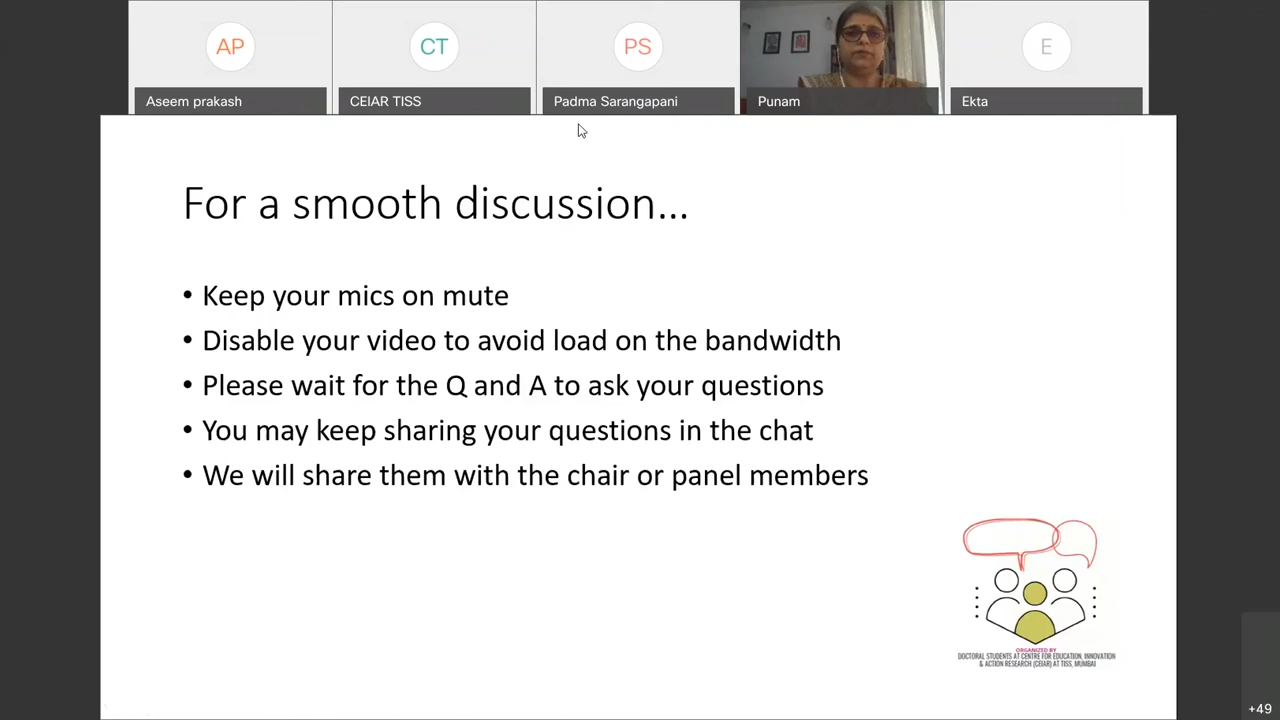 AP
CT
PS
E
Aseem prakash
CEIAR TISS
Padma Sarangapani
Punam
Ekta
For a smooth discussion...
• Keep your mics on mute
• Disable your video to avoid load on the bandwidth
• Please wait for the Q and A to ask your questions
• You may keep sharing your questions in the chat
• We will share them with the chair or panel members
ORGANIZED BY
DOCTORAL STUDENTS AT CENTRE FOR EDUCATION, INNOVATION
& ACTION RESEARCH (CEIAR) AT TISS, MUMBAI
+49